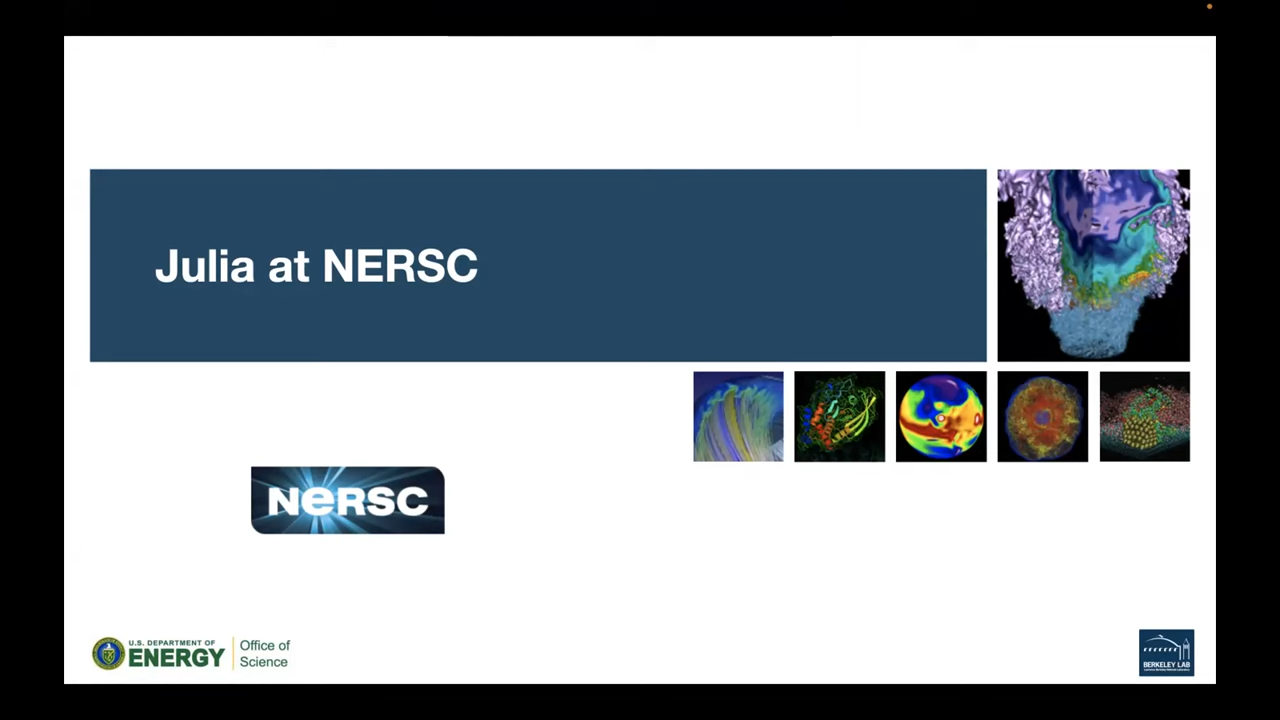 Julia at NERSC
NeRSC
U.S. DEPARTMENT OF
ENERGY
Office of
Science
BERKELEY LAB